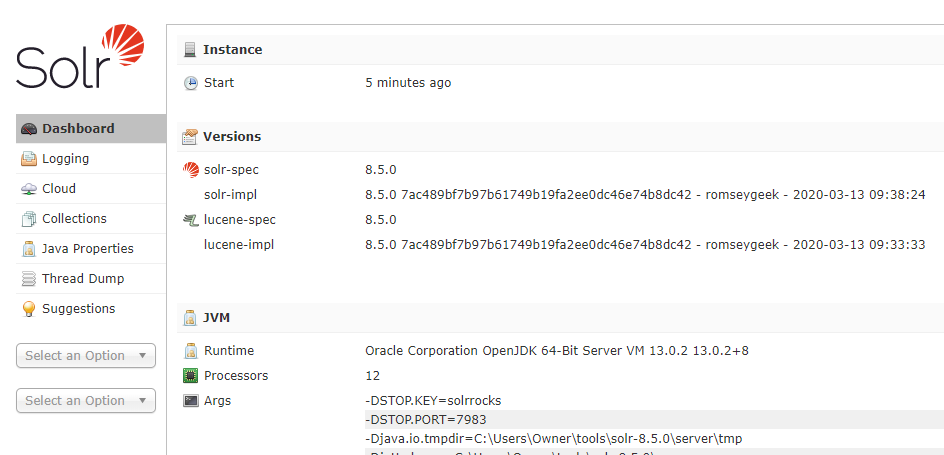 Solr
Dashboard
Logging
Cloud
Collections
Java Properties
Thread Dump
Suggestions
Select an Option
Select an Option
Instance
Start 5 minutes ago
Versions
solr-spec 8.5.0
solr-impl 8.5.0 7ac489bf7b97b61749b19fa2ee0dc46e74b8dc42 - romseygeek - 2020-03-13 09:38:24
lucene-spec 8.5.0
lucene-impl 8.5.0 7ac489bf7b97b61749b19fa2ee0dc46e74b8dc42 - romseygeek - 2020-03-13 09:33:33
JVM
Runtime Oracle Corporation OpenJDK 64-Bit Server VM 13.0.2 13.0.2+8
Processors 12
Args -DSTOP.KEY=solrrocks
-DSTOP.PORT=7983
-Djava.io.tmpdir=C:\Users\Owner\tools\solr-8.5.0\server\tmp